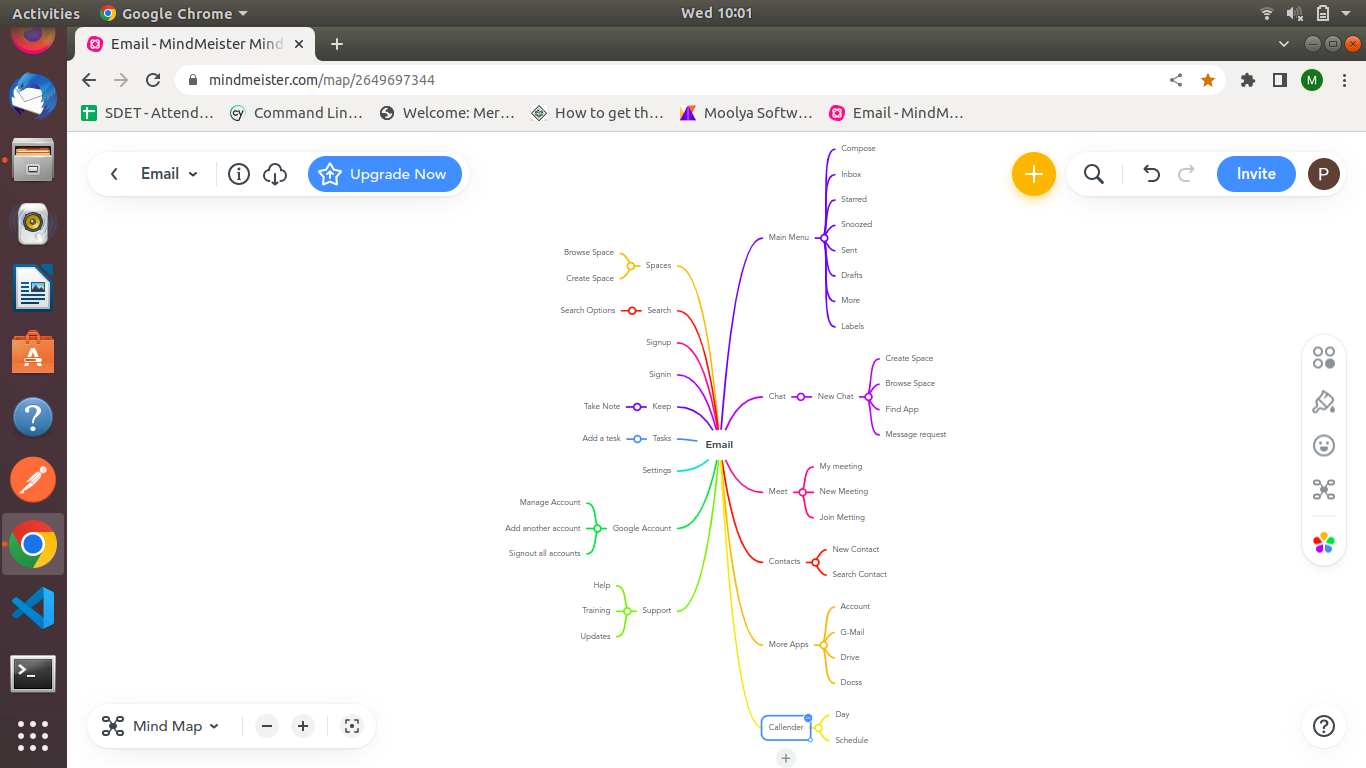 Activities
Google Chrome
Wed 10:01
Email - MindMeister Mind
mindmeister.com/map/2649697344
M
SDET - Attend…
cy
Command Lin…
Welcome: Mer…
How to get th…
Moolya Softw…
Email - MindM…
Email
Upgrade Now
Invite
P
Compose
Inbox
Starred
Snoozed
Main Menu
Sent
Drafts
More
Labels
Browse Space
Spaces
Create Space
Search Options
Search
Signup
Signin
Take Note
Keep
Add a tesk
Tasks
Settings
Manage Account
Add another account
Google Account
Signout all accounts
Help
Training
Support
Updates
Email
Create Space
Browse Space
Chat
New Chat
Find App
Message request
My meeting
Meet
New Meeting
Join Metting
New Contact
Contacts
Search Contact
Account
G-Mail
More Apps
Drive
Docss
Day
Callender
Schedule
Mind Map